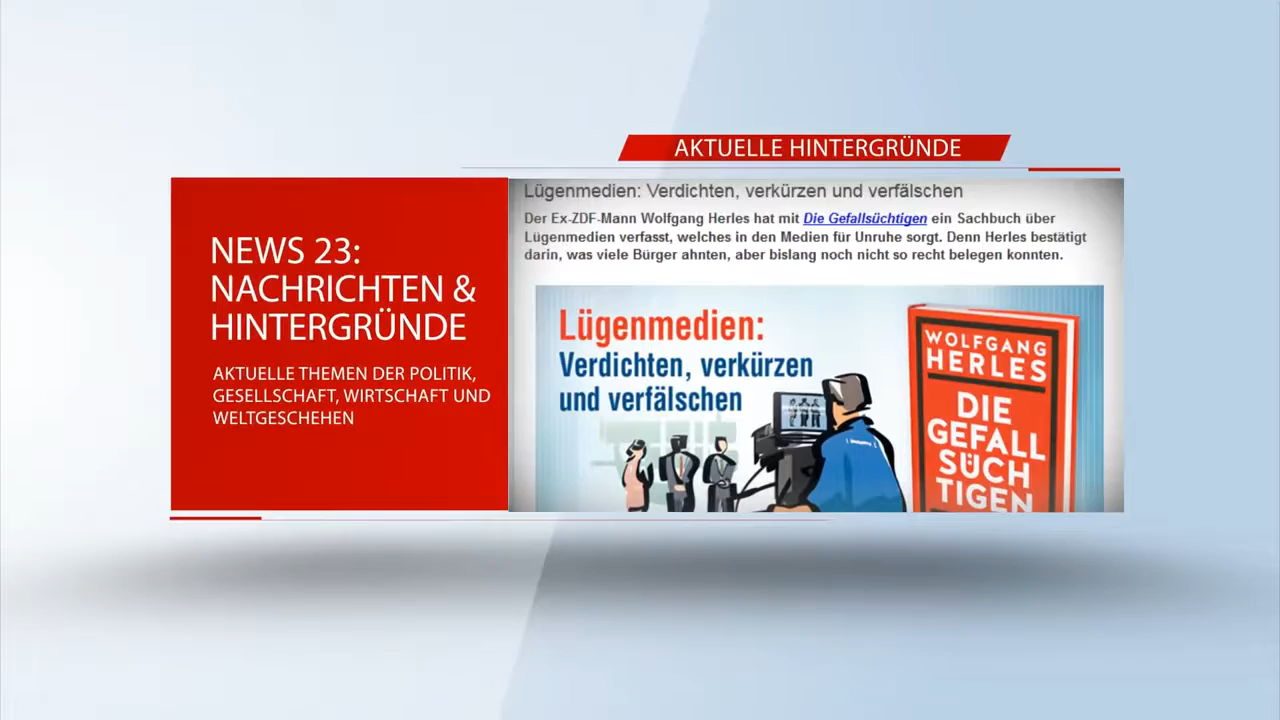 AKTUELLE HINTERGRÜNDE
NEWS 23:
NACHRICHTEN &
HINTERGRÜNDE
AKTUELLE THEMEN DER POLITIK,
GESELLSCHAFT, WIRTSCHAFT UND
WELTGESCHEHEN
Lügenmedien: Verdichten, verkürzen und verfälschen
Der Ex-ZDF-Mann Wolfgang Herles hat mit Die Gefallsüchtigen ein Sachbuch über
Lügenmedien verfasst, welches in den Medien für Unruhe sorgt. Denn Herles bestätigt
darin, was viele Bürger ahnten, aber bislang noch nicht so recht belegen konnten.
Lügenmedien:
Verdichten, verkürzen
und verfälschen
WOLFGANG
HERLES
DIE
GEFALL
SÜCH
TIGEN